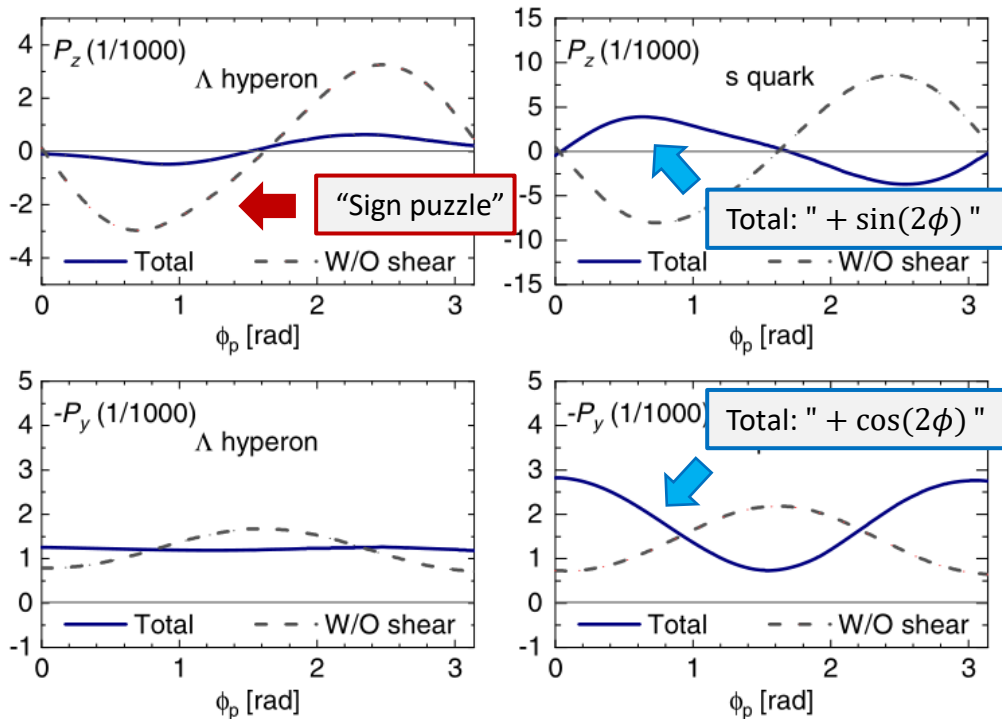 4
2
0
-2
-4
P_z (1/1000)
Λ hyperon
"Sign puzzle"
Total
W/O shear
0
1
2
3
ϕ_p [rad]
15
10
5
0
-5
-10
-15
P_z (1/1000)
s quark
Total: " + sin(2ϕ) "
Total
W/O shear
0
1
2
3
ϕ_p [rad]
5
4
3
2
1
0
-1
-P_y (1/1000)
Λ hyperon
Total
W/O shear
0
1
2
3
ϕ_p [rad]
5
4
3
2
1
0
-1
-P_y (1/1000)
Total: " + cos(2ϕ) "
Total
W/O shear
0
1
2
3
ϕ_p [rad]